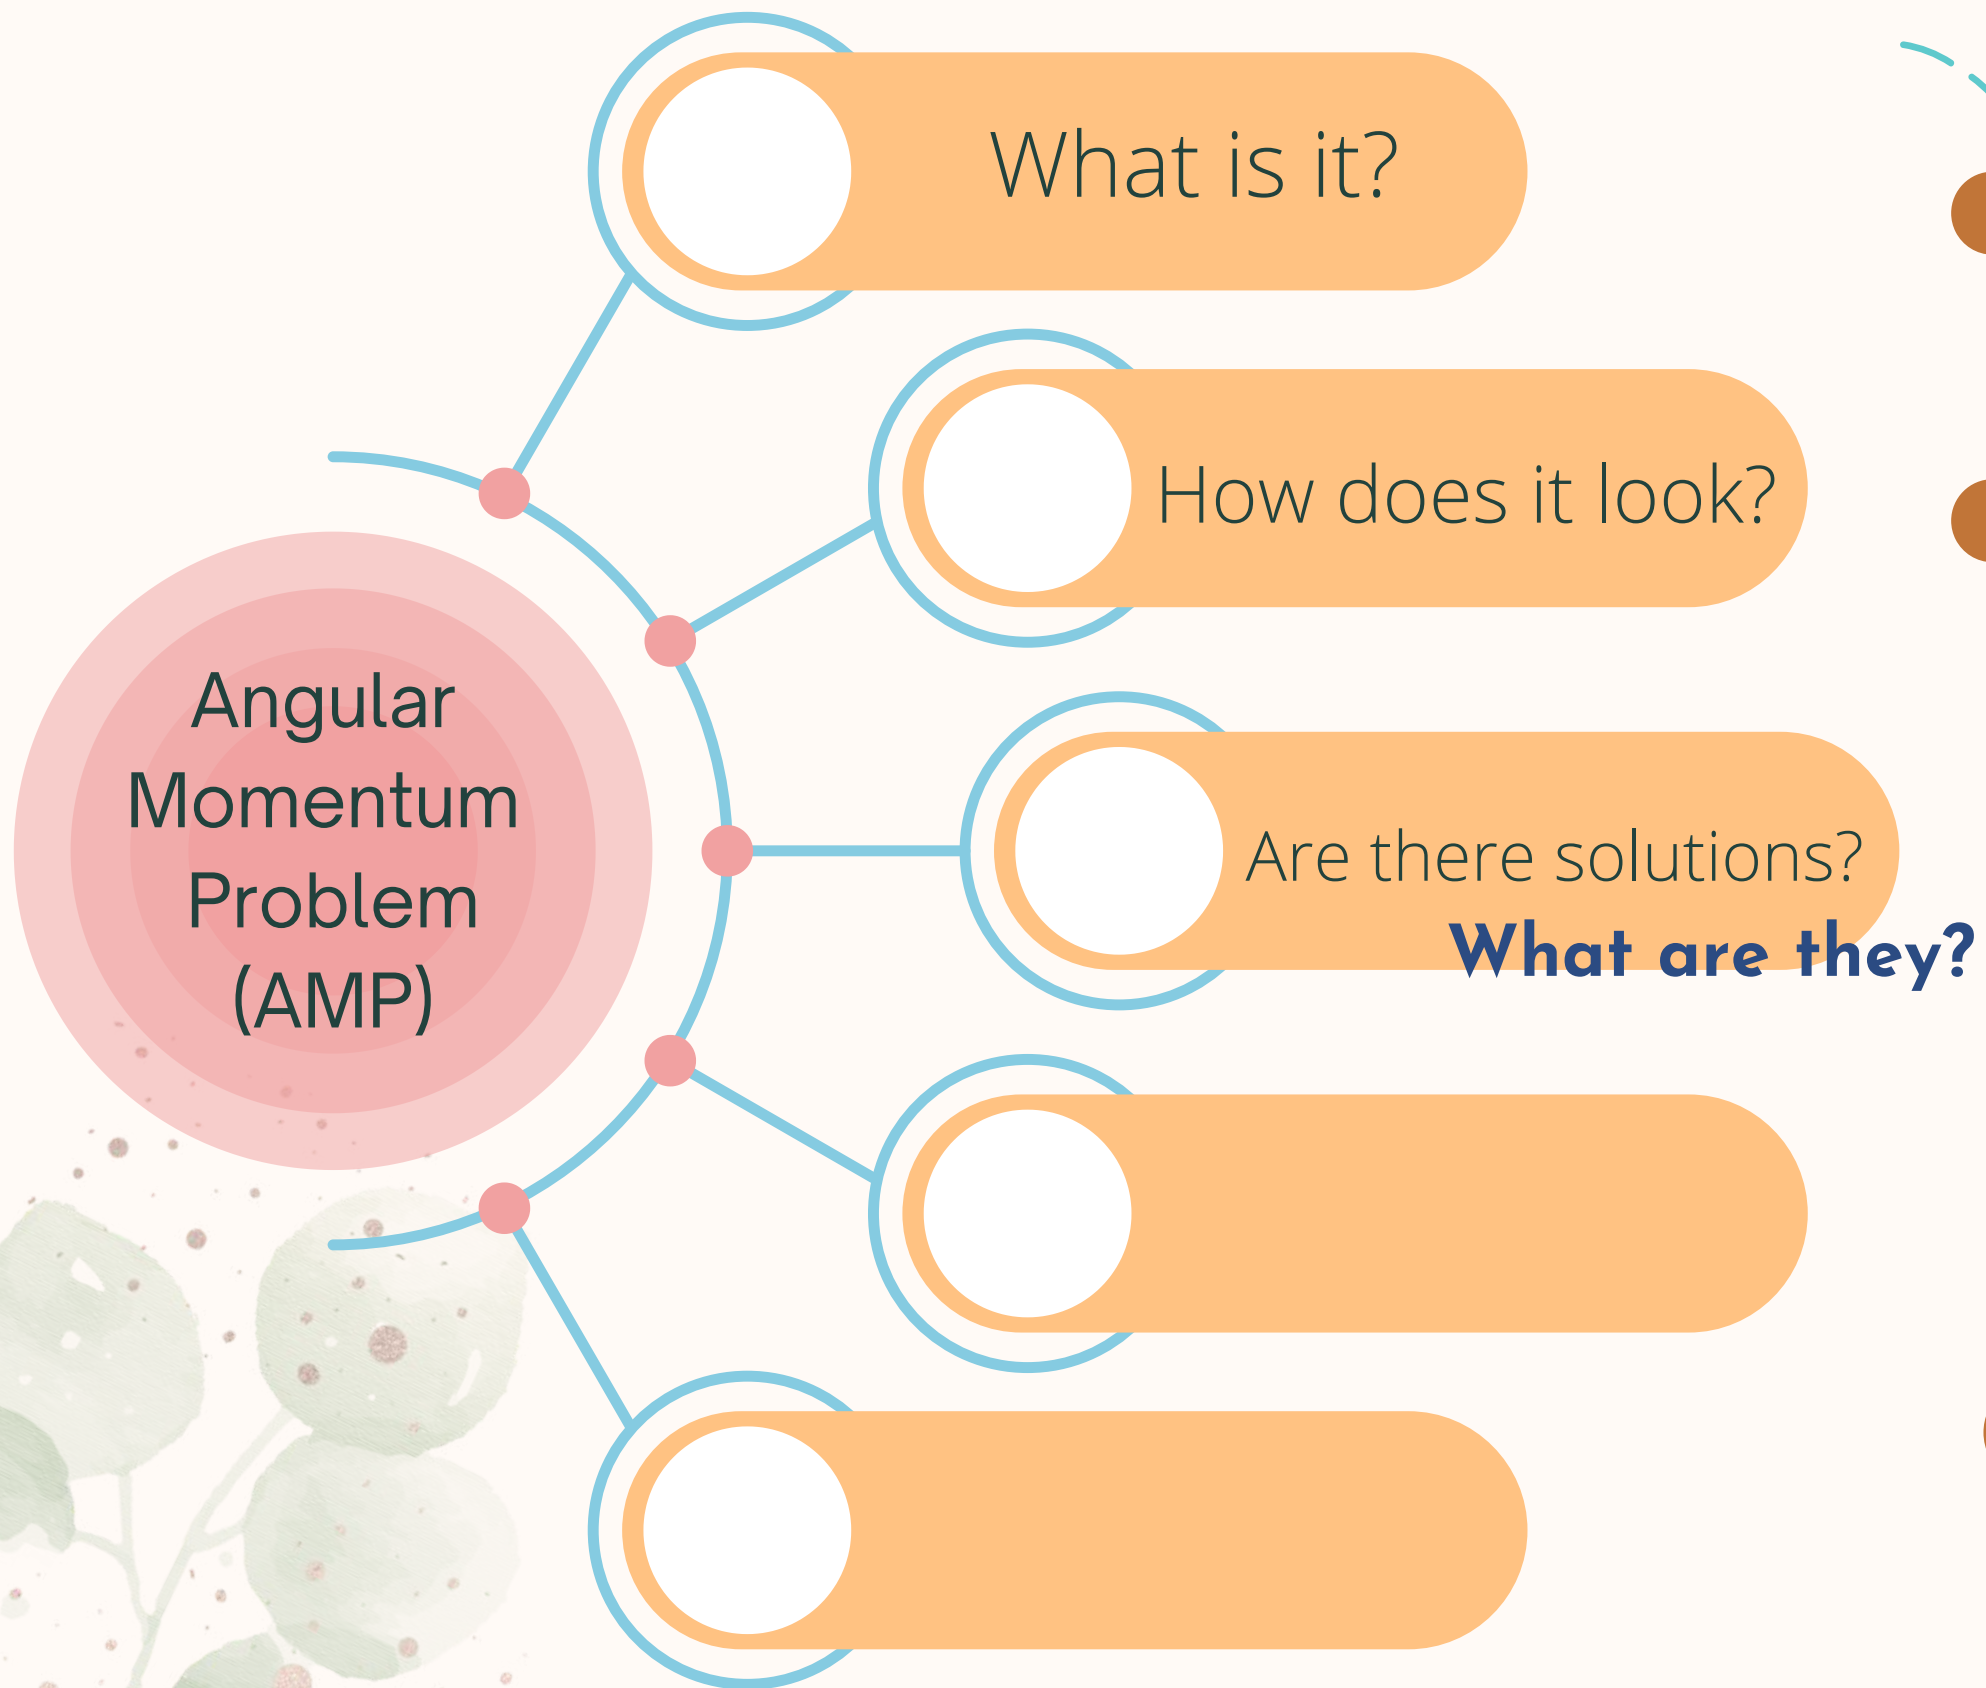 What is it?
How does it look?
Angular
Momentum
Problem
(AMP)
Are there solutions?
What are they?